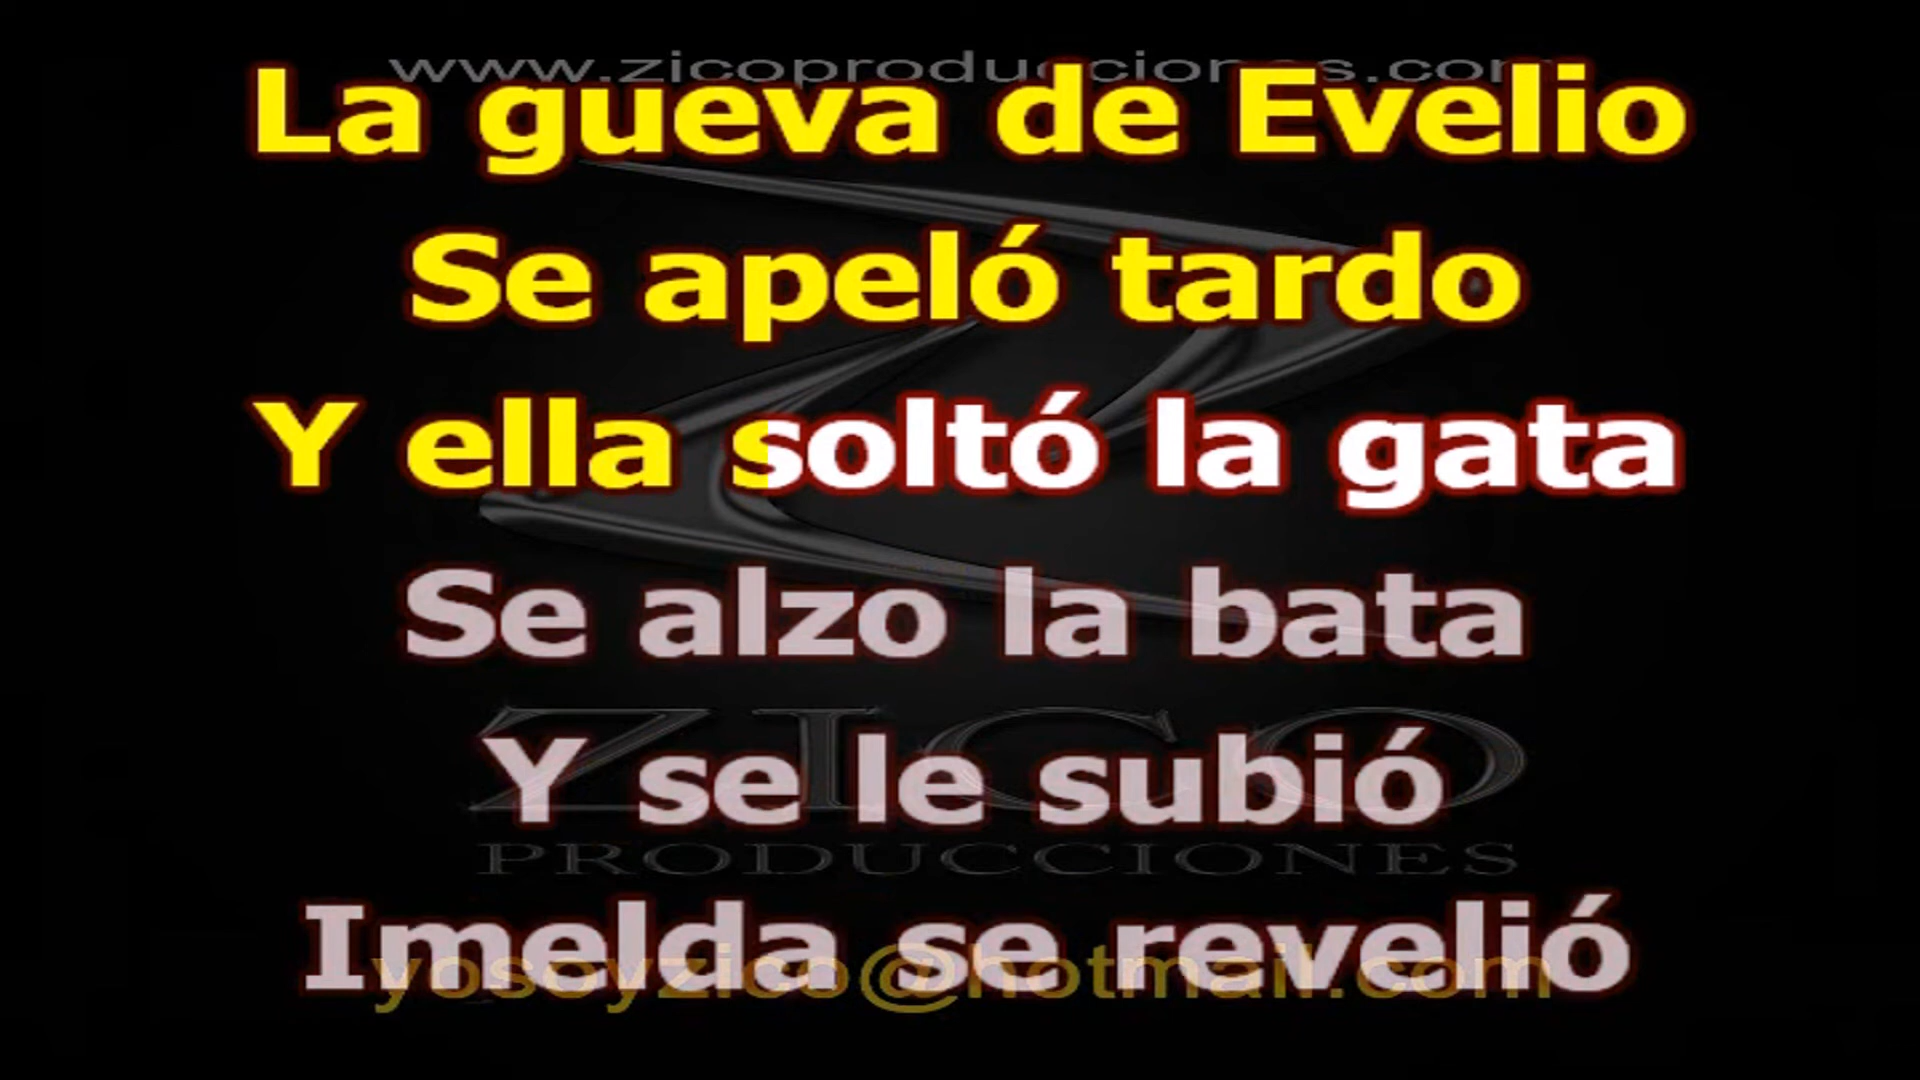 www.zicoproducciones.com
La gueva de Evelio
Se apeló tardo
Y ella soltó la gata
Se alzo la bata
Y se le subió
ZICO
PRODUCCIONES
Imelda se revelió
yosoyzico@hotmail.com